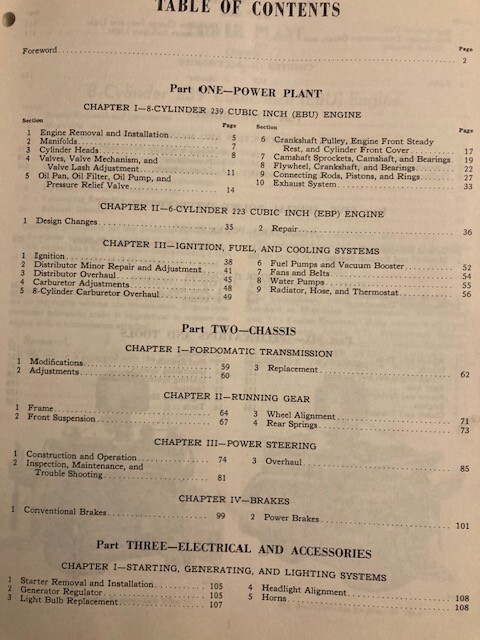 TABLE OF CONTENTS
Page
Foreword 2
Part ONE—POWER PLANT
CHAPTER I—8-CYLINDER 239 CUBIC INCH (EBU) ENGINE
Section Page
1 Engine Removal and Installation 5
2 Manifolds 7
3 Cylinder Heads 8
4 Valves, Valve Mechanism, and
Valve Lash Adjustment 11
5 Oil Pan, Oil Filter, Oil Pump, and
Pressure Relief Valve 14
Section Page
6 Crankshaft Pulley, Engine Front Steady
Rest, and Cylinder Front Cover 17
7 Camshaft Sprockets, Camshaft, and Bearings 19
8 Flywheel, Crankshaft, and Bearings 22
9 Connecting Rods, Pistons, and Rings 27
10 Exhaust System 33
CHAPTER II—6-CYLINDER 223 CUBIC INCH (EBP) ENGINE
1 Design Changes 35
2 Repair 36
CHAPTER III—IGNITION, FUEL, AND COOLING SYSTEMS
1 Ignition 38
2 Distributor Minor Repair and Adjustment 41
3 Distributor Overhaul 45
4 Carburetor Adjustments 48
5 8-Cylinder Carburetor Overhaul 49
6 Fuel Pumps and Vacuum Booster 52
7 Fans and Belts 54
8 Water Pumps 55
9 Radiator, Hose, and Thermostat 56
Part TWO—CHASSIS
CHAPTER I—FORDOMATIC TRANSMISSION
1 Modifications 59
2 Adjustments 60
3 Replacement 62
CHAPTER II—RUNNING GEAR
1 Frame 64
2 Front Suspension 67
3 Wheel Alignment 71
4 Rear Springs 73
CHAPTER III—POWER STEERING
1 Construction and Operation 74
2 Inspection, Maintenance, and
Trouble Shooting 81
3 Overhaul 85
CHAPTER IV—BRAKES
1 Conventional Brakes 99
2 Power Brakes 101
Part THREE—ELECTRICAL AND ACCESSORIES
CHAPTER I—STARTING, GENERATING, AND LIGHTING SYSTEMS
1 Starter Removal and Installation 105
2 Generator Regulator 105
3 Light Bulb Replacement 107
4 Headlight Alignment 108
5 Horns 108